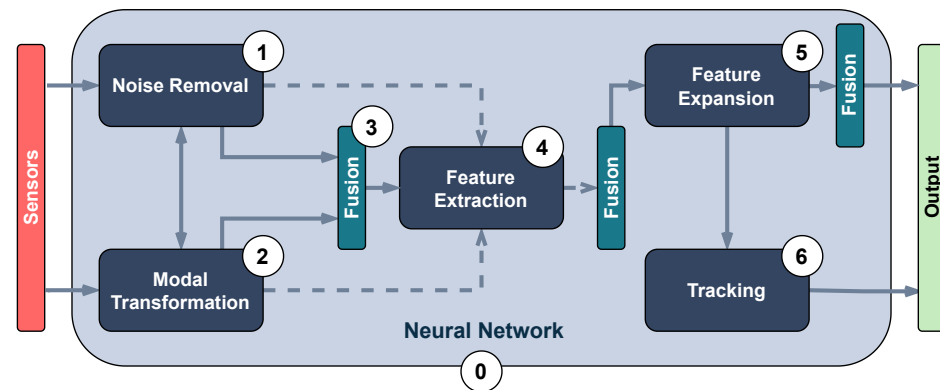 Sensors
1
Noise Removal
2
Modal
Transformation
3
Fusion
4
Feature
Extraction
Fusion
5
Feature
Expansion
Fusion
6
Tracking
Output
Neural Network
0